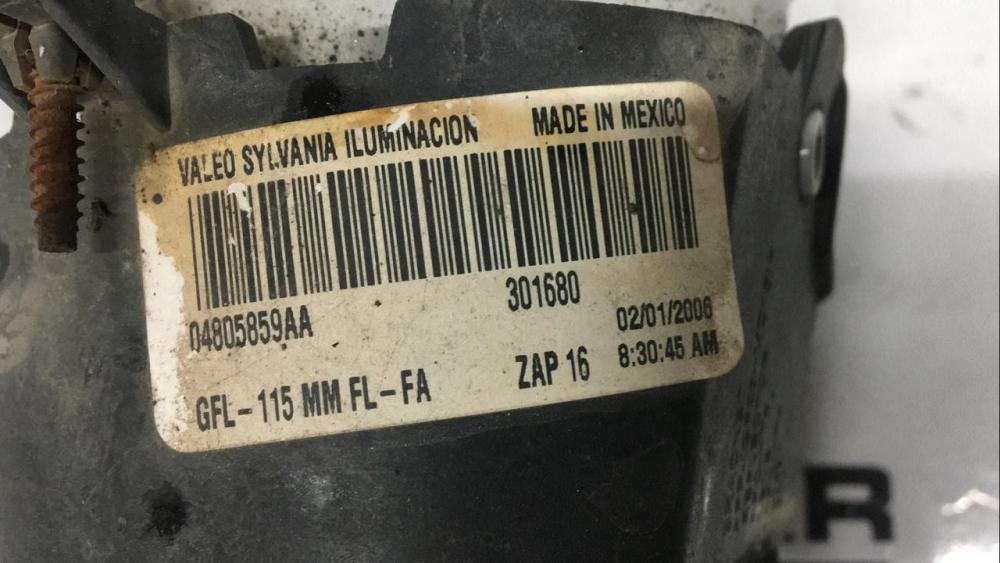 VALEO SYLVANIA ILUMINACION MADE IN MEXICO
04805859AA 301680
02/01/2006
GFL-115 MM FL-FA ZAP 16 8:30:45 AM
R